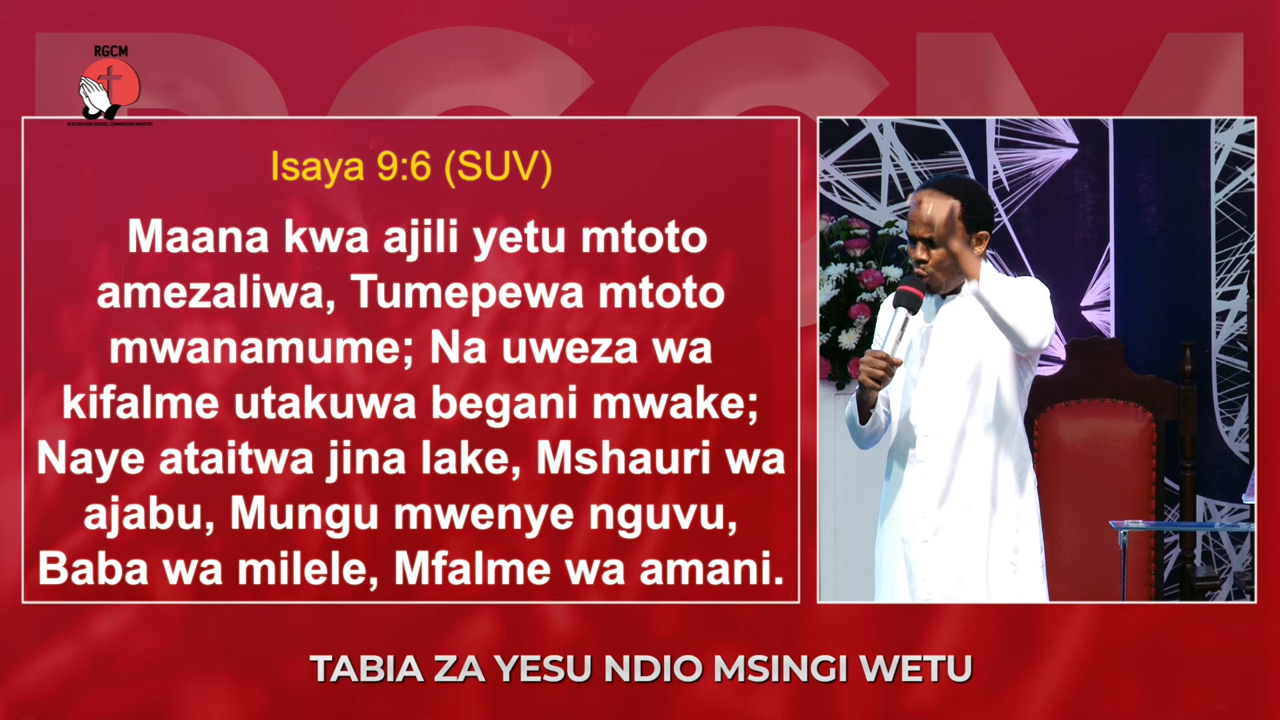 RGCM
RGCM
Isaya 9:6 (SUV)
Maana kwa ajili yetu mtoto
amezaliwa, Tumepewa mtoto
mwanamume; Na uweza wa
kifalme utakuwa begani mwake;
Naye ataitwa jina lake, Mshauri wa
ajabu, Mungu mwenye nguvu,
Baba wa milele, Mfalme wa amani.
TABIA ZA YESU NDIO MSINGI WETU